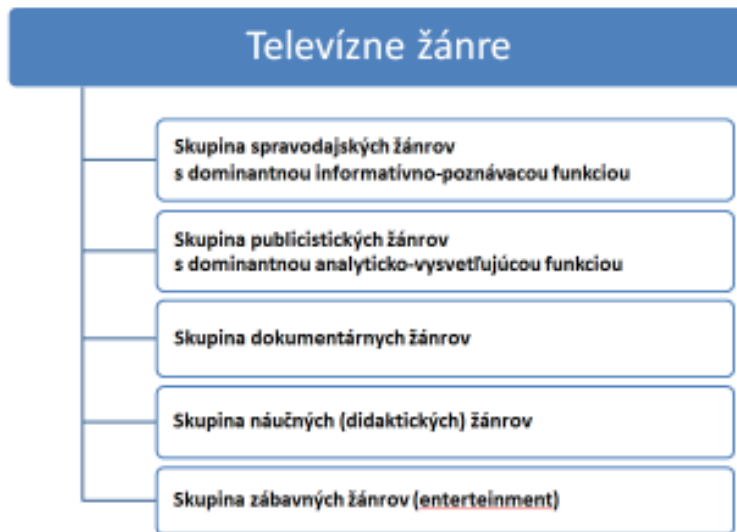 Televízne žánre
Skupina spravodajských žánrov
s dominantnou informatívno-poznávacou funkciou
Skupina publicistických žánrov
s dominantnou analyticko-vysvetľujúcou funkciou
Skupina dokumentárnych žánrov
Skupina náučných (didaktických) žánrov
Skupina zábavných žánrov (enterteinment)